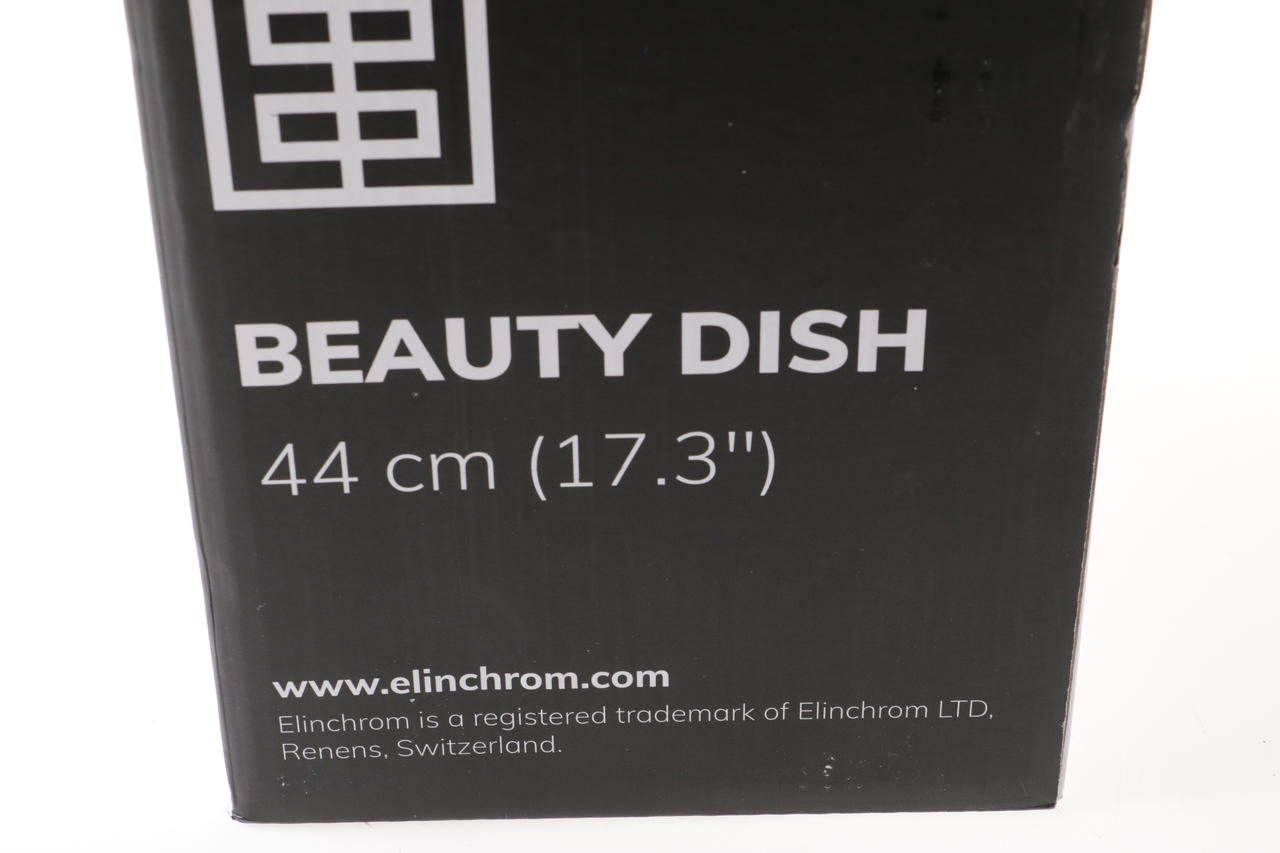 BEAUTY DISH
44 cm (17.3")
www.elinchrom.com
Elinchrom is a registered trademark of Elinchrom LTD,
Renens, Switzerland.